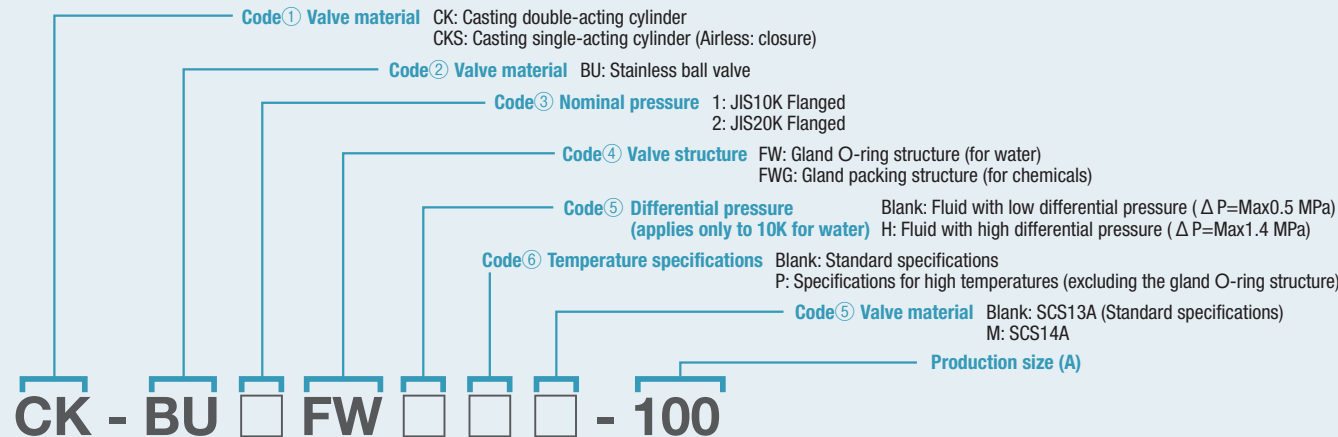 Code① Valve material CK: Casting double-acting cylinder
CKS: Casting single-acting cylinder (Airless: closure)
Code② Valve material BU: Stainless ball valve
Code③ Nominal pressure 1: JIS10K Flanged
2: JIS20K Flanged
Code④ Valve structure FW: Gland O-ring structure (for water)
FWG: Gland packing structure (for chemicals)
Code⑤ Differential pressure Blank: Fluid with low differential pressure ( Δ P=Max0.5 MPa)
(applies only to 10K for water) H: Fluid with high differential pressure ( Δ P=Max1.4 MPa)
Code⑥ Temperature specifications Blank: Standard specifications
P: Specifications for high temperatures (excluding the gland O-ring structure)
Code⑤ Valve material Blank: SCS13A (Standard specifications)
M: SCS14A
Production size (A)
CK - BU □ FW □ □ □ - 100